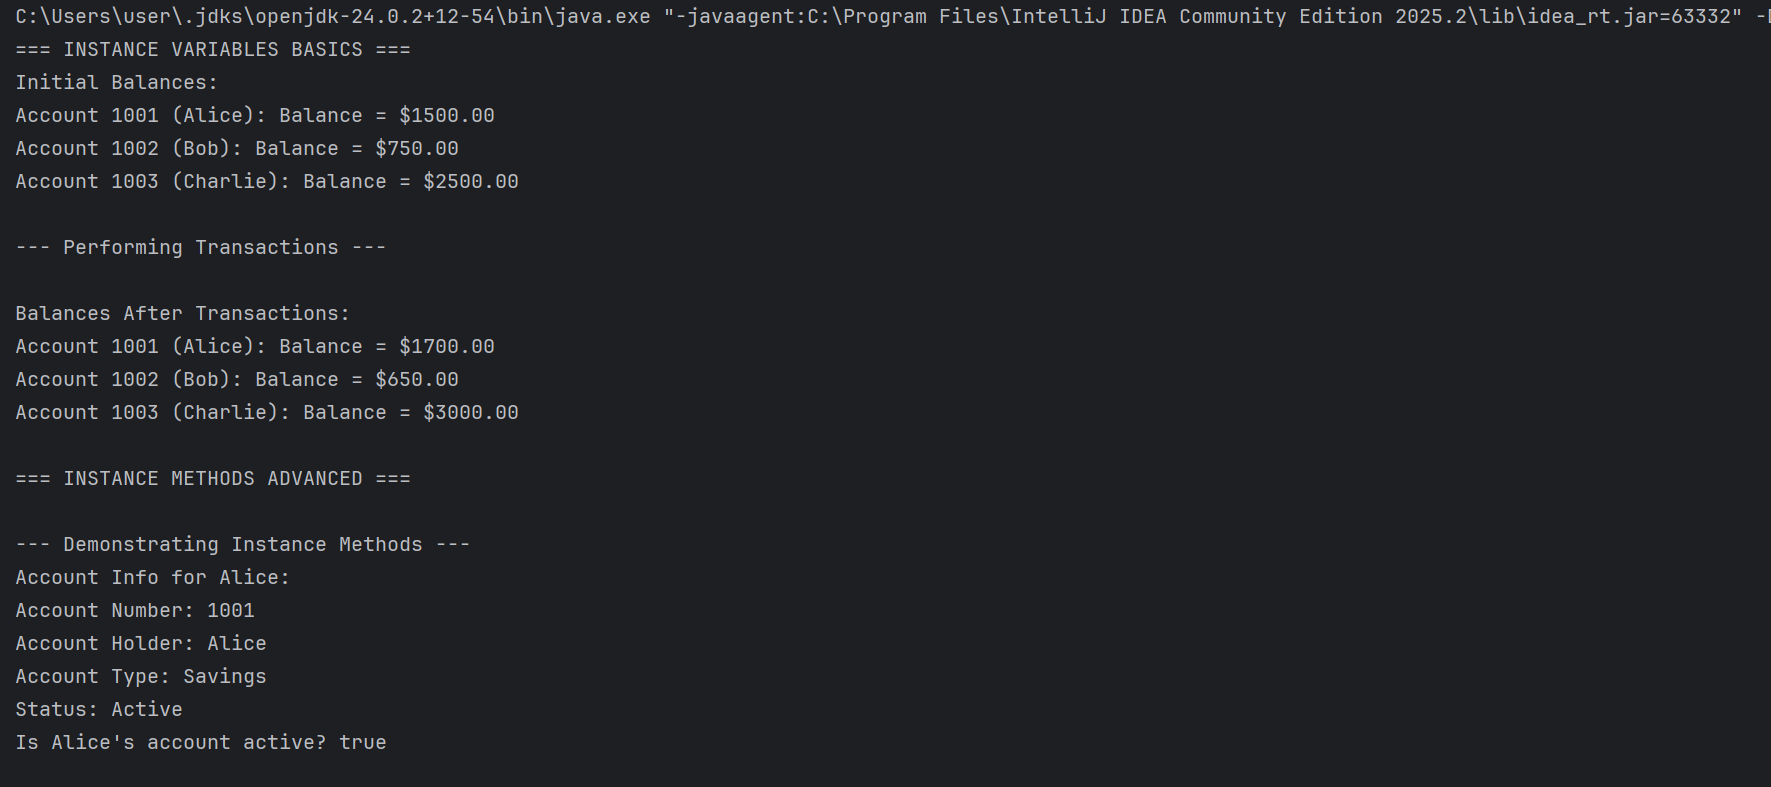 C:\Users\user\.jdks\openjdk-24.0.2+12-54\bin\java.exe "-javaagent:C:\Program Files\IntelliJ IDEA Community Edition 2025.2\lib\idea_rt.jar=63332" -
=== INSTANCE VARIABLES BASICS ===
Initial Balances:
Account 1001 (Alice): Balance = $1500.00
Account 1002 (Bob): Balance = $750.00
Account 1003 (Charlie): Balance = $2500.00
--- Performing Transactions ---
Balances After Transactions:
Account 1001 (Alice): Balance = $1700.00
Account 1002 (Bob): Balance = $650.00
Account 1003 (Charlie): Balance = $3000.00
=== INSTANCE METHODS ADVANCED ===
--- Demonstrating Instance Methods ---
Account Info for Alice:
Account Number: 1001
Account Holder: Alice
Account Type: Savings
Status: Active
Is Alice's account active? true